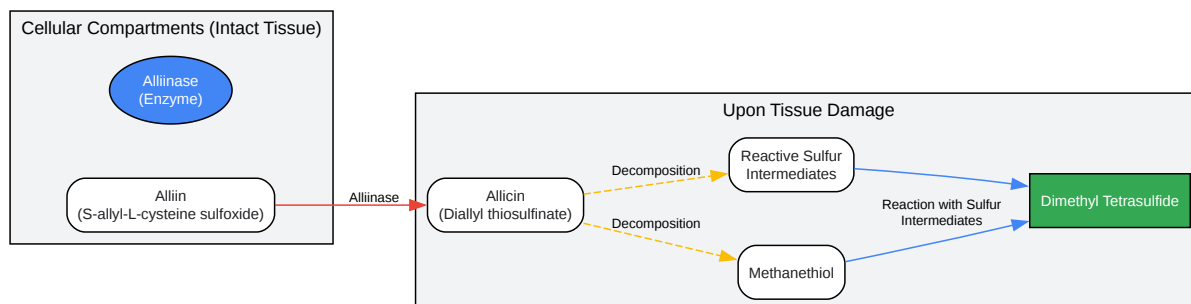 Cellular Compartments (Intact Tissue)
Alliinase
(Enzyme)
Alliin
(S-allyl-L-cysteine sulfoxide)
Alliinase
Upon Tissue Damage
Allicin
(Diallyl thiosulfinate)
Decomposition
Decomposition
Reactive Sulfur
Intermediates
Methanethiol
Reaction with Sulfur
Intermediates
Dimethyl Tetrasulfide